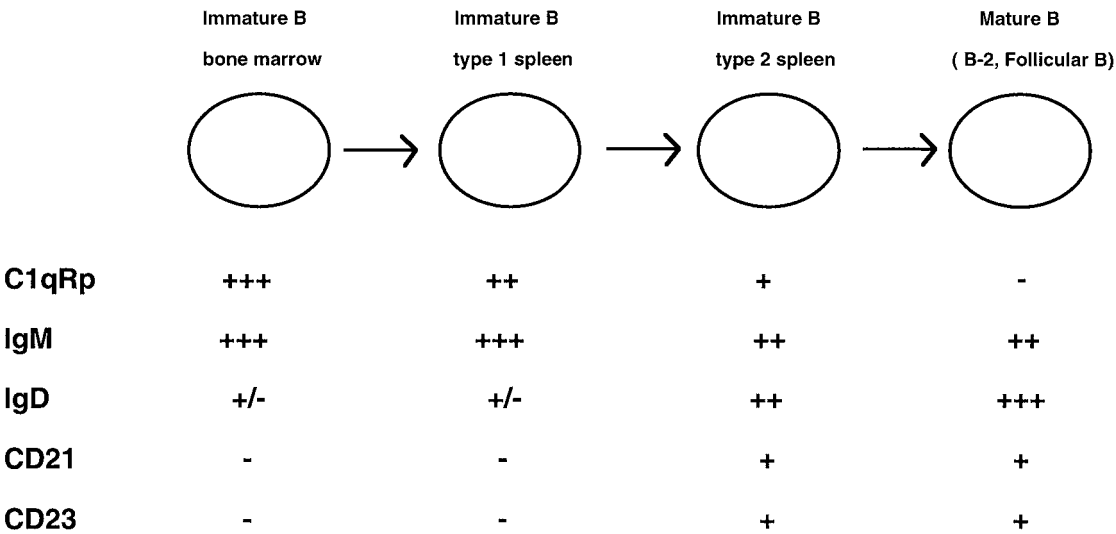 Immature B Immature B Immature B Mature B
bone marrow type 1 spleen type 2 spleen ( B-2, Follicular B)
C1qRp +++ ++ + -
IgM +++ +++ ++ ++
IgD +/- +/- ++ +++
CD21 - - + +
CD23 - - + +